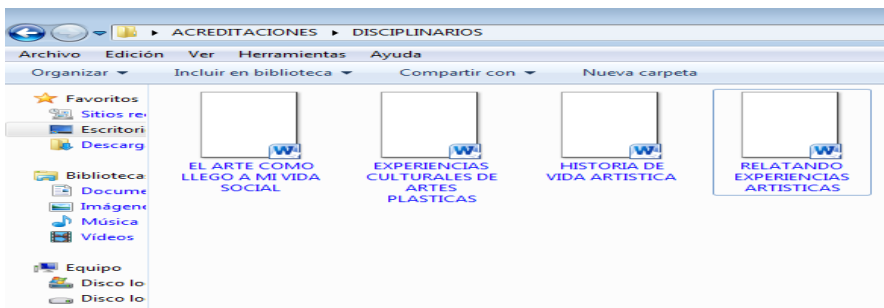 ACREDITACIONES ▸ DISCIPLINARIOS
Archivo Edición Ver Herramientas Ayuda
Organizar Incluir en biblioteca Compartir con Nueva carpeta
Favoritos
Sitios re
Escritori
Descarg
Biblioteca
Docume
Imágene
Música
Vídeos
Equipo
Disco lo
Disco lo
EL ARTE COMO
LLEGO A MI VIDA
SOCIAL
EXPERIENCIAS
CULTURALES DE
ARTES
PLASTICAS
HISTORIA DE
VIDA ARTISTICA
RELATANDO
EXPERIENCIAS
ARTISTICAS